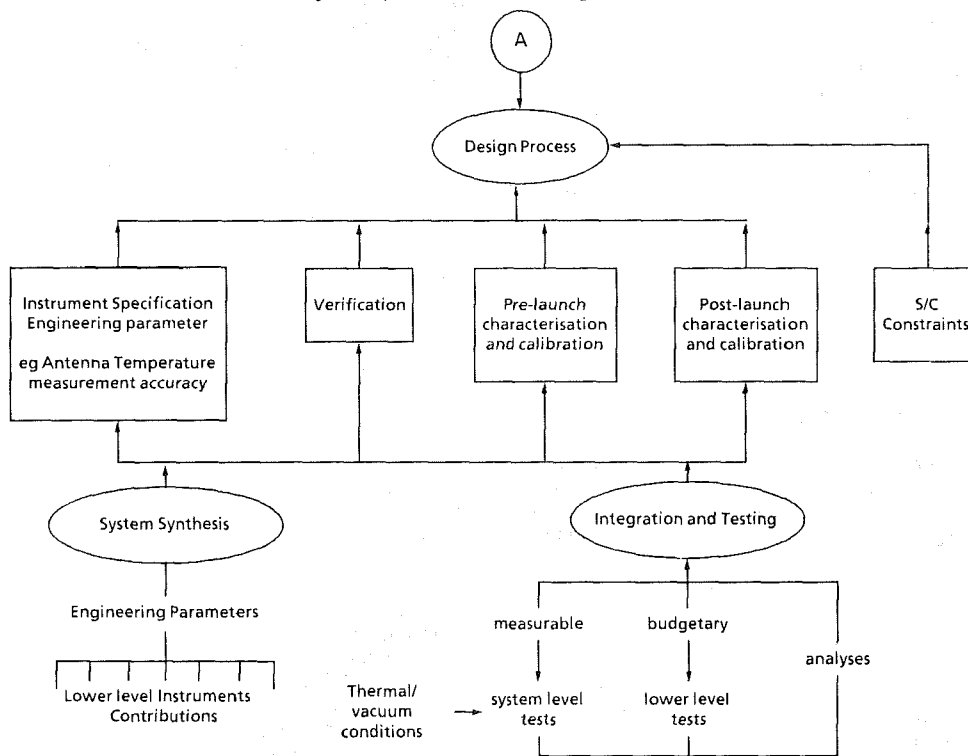 A
Design Process
Instrument Specification
Engineering parameter
eg Antenna Temperature
measurement accuracy
Verification
Pre-launch
characterisation
and calibration
Post-launch
characterisation
and calibration
S/C
Constraints
System Synthesis
Integration and Testing
Engineering Parameters
measurable
budgetary
analyses
Lower level Instruments
Contributions
Thermal/
vacuum
conditions
system level
tests
lower level
tests